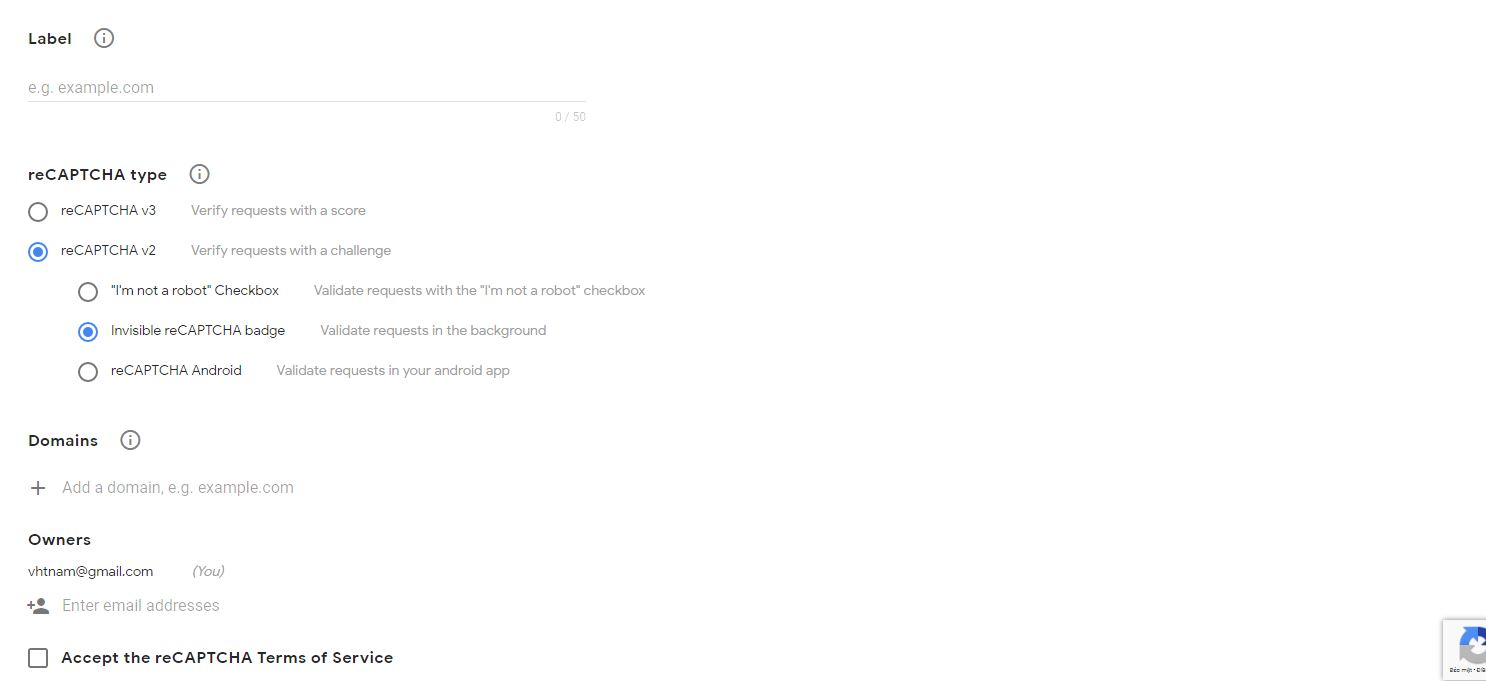 Label
e.g. example.com
0 / 50
reCAPTCHA type
reCAPTCHA v3 Verify requests with a score
reCAPTCHA v2 Verify requests with a challenge
"I'm not a robot" Checkbox Validate requests with the "I'm not a robot" checkbox
Invisible reCAPTCHA badge Validate requests in the background
reCAPTCHA Android Validate requests in your android app
Domains
Add a domain, e.g. example.com
Owners
vhtnam@gmail.com (You)
Enter email addresses
Accept the reCAPTCHA Terms of Service
Bảo mật